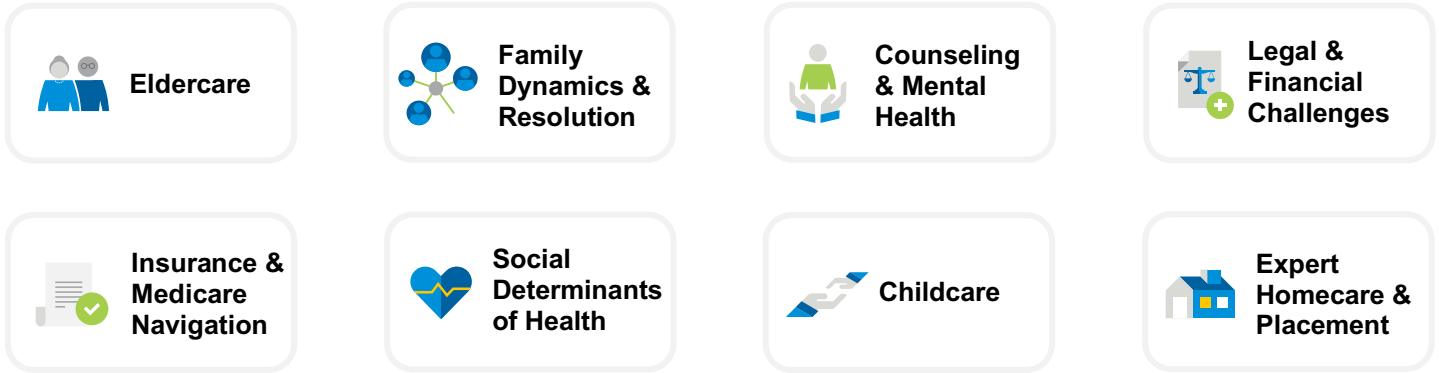 Eldercare
Family
Dynamics &
Resolution
Counseling
& Mental
Health
Legal &
Financial
Challenges
Insurance &
Medicare
Navigation
Social
Determinants
of Health
Childcare
Expert
Homecare &
Placement